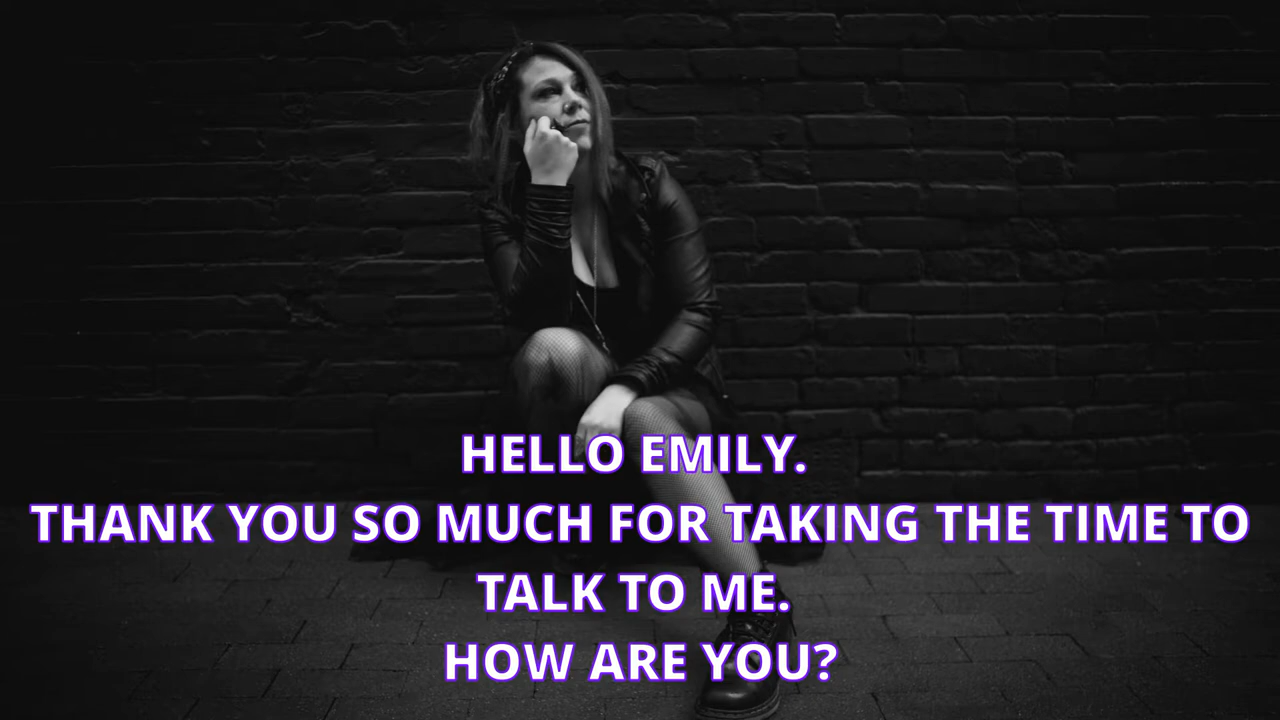 HELLO EMILY.
THANK YOU SO MUCH FOR TAKING THE TIME TO
TALK TO ME.
HOW ARE YOU?